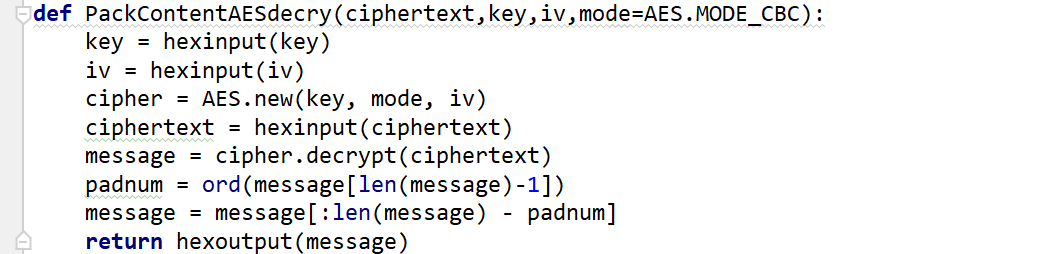 def PackContentAESdecry(ciphertext,key,iv,mode=AES.MODE_CBC):
    key = hexinput(key)
    iv = hexinput(iv)
    cipher = AES.new(key, mode, iv)
    ciphertext = hexinput(ciphertext)
    message = cipher.decrypt(ciphertext)
    padnum = ord(message[len(message)-1])
    message = message[:len(message) - padnum]
    return hexoutput(message)